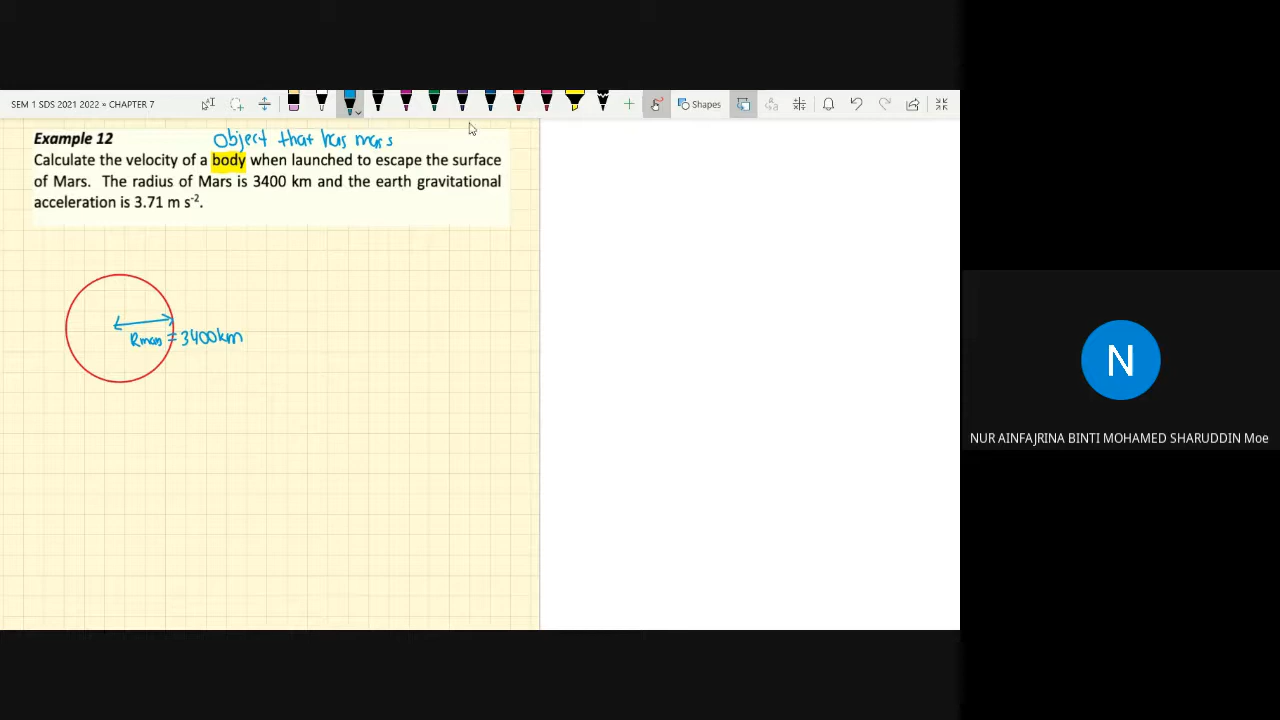 SEM 1 SDS 2021 2022 » CHAPTER 7
Shapes
Example 12
Object that has mass
Calculate the velocity of a body when launched to escape the surface
of Mars. The radius of Mars is 3400 km and the earth gravitational
acceleration is 3.71 m s⁻².
Rmars = 3400km
N
NUR AINFAJRINA BINTI MOHAMED SHARUDDIN Moe